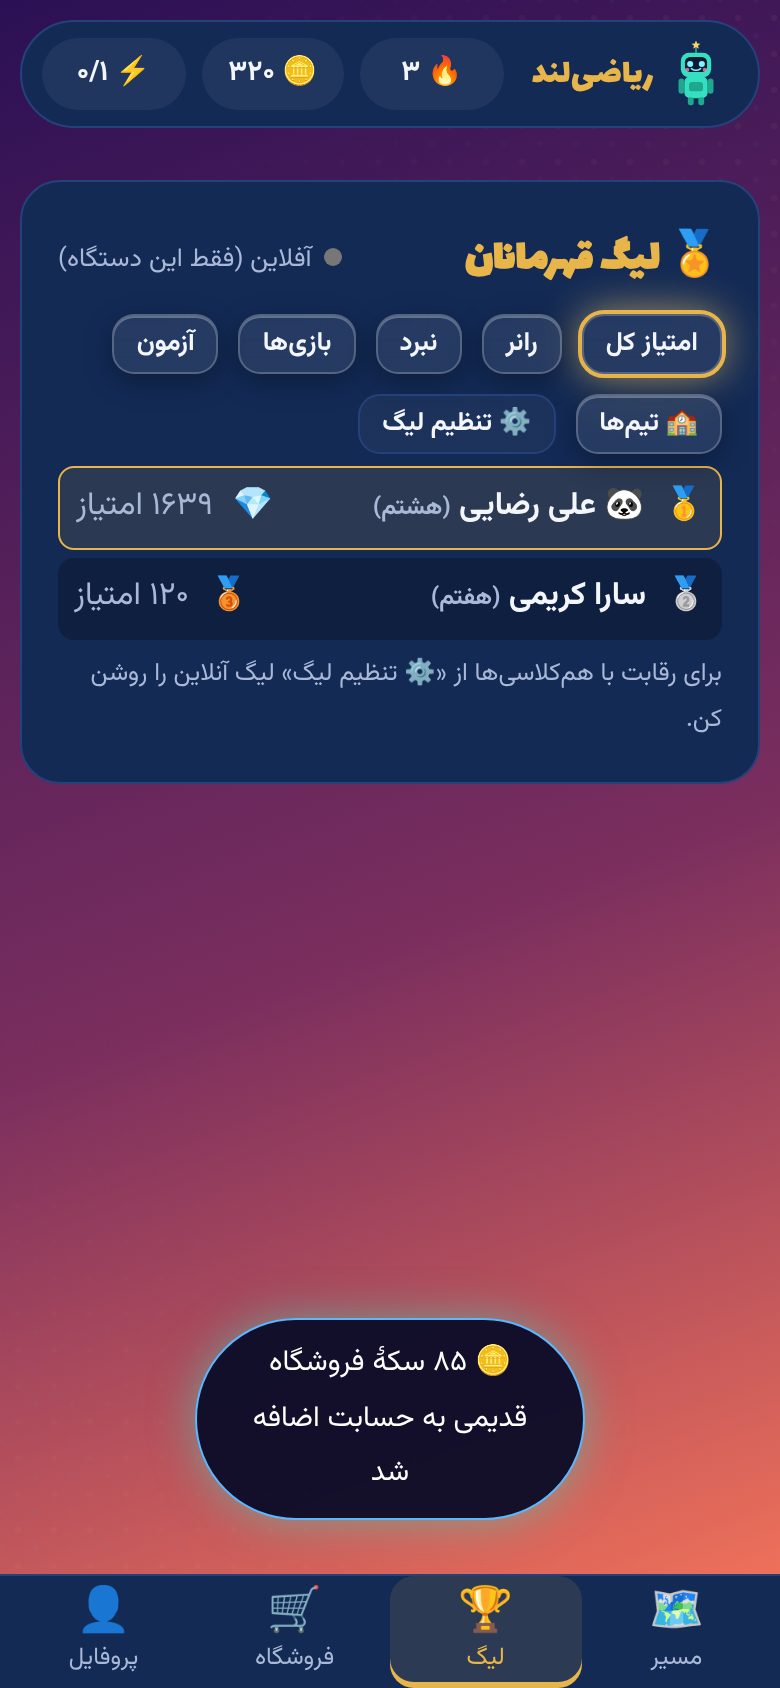 ریاضی‌لند 🔥 ۳ 🪙 ۳۲۰ ⚡ ۰/۱
🏅 لیگ قهرمانان آفلاین (فقط این دستگاه)
امتیاز کل رانر نبرد بازی‌ها آزمون
🏫 تیم‌ها ⚙️ تنظیم لیگ
🥇 🐼 علی رضایی (هشتم) 💎 ۱۶۳۹ امتیاز
🥈 سارا کریمی (هفتم) 🥉 ۱۲۰ امتیاز
برای رقابت با هم‌کلاسی‌ها از «⚙️ تنظیم لیگ» لیگ آنلاین را روشن
کن.
🪙 ۸۵ سکهٔ فروشگاه
قدیمی به حسابت اضافه
شد
مسیر لیگ فروشگاه پروفایل